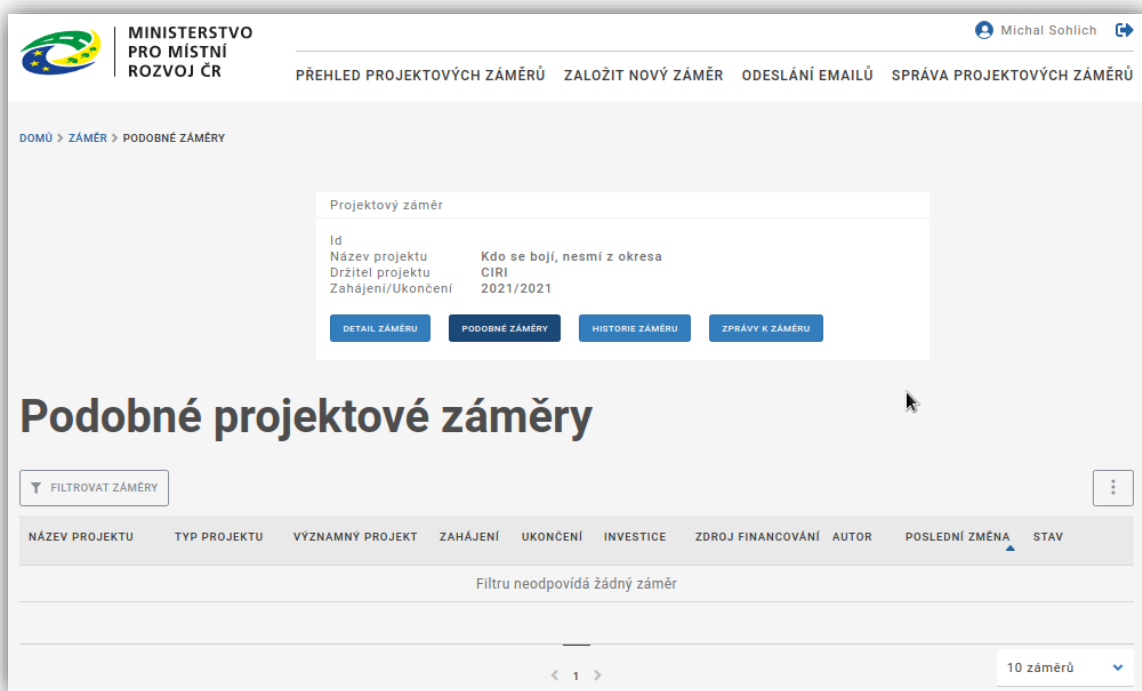 MINISTERSTVO
PRO MÍSTNÍ
ROZVOJ ČR
Michal Sohlich
PŘEHLED PROJEKTOVÝCH ZÁMĚRŮ ZALOŽIT NOVÝ ZÁMĚR ODESLÁNÍ EMAILŮ SPRÁVA PROJEKTOVÝCH ZÁMĚRŮ
DOMŮ > ZÁMĚR > PODOBNÉ ZÁMĚRY
Projektový záměr
Id
Název projektu Kdo se bojí, nesmí z okresa
Držitel projektu CIRI
Zahájení/Ukončení 2021/2021
DETAIL ZÁMĚRU PODOBNÉ ZÁMĚRY HISTORIE ZÁMĚRU ZPRÁVY K ZÁMĚRU
Podobné projektové záměry
FILTROVAT ZÁMĚRY
NÁZEV PROJEKTU TYP PROJEKTU VÝZNAMNÝ PROJEKT ZAHÁJENÍ UKONČENÍ INVESTICE ZDROJ FINANCOVÁNÍ AUTOR POSLEDNÍ ZMĚNA STAV
Filtru neodpovídá žádný záměr
< 1 >
10 záměrů